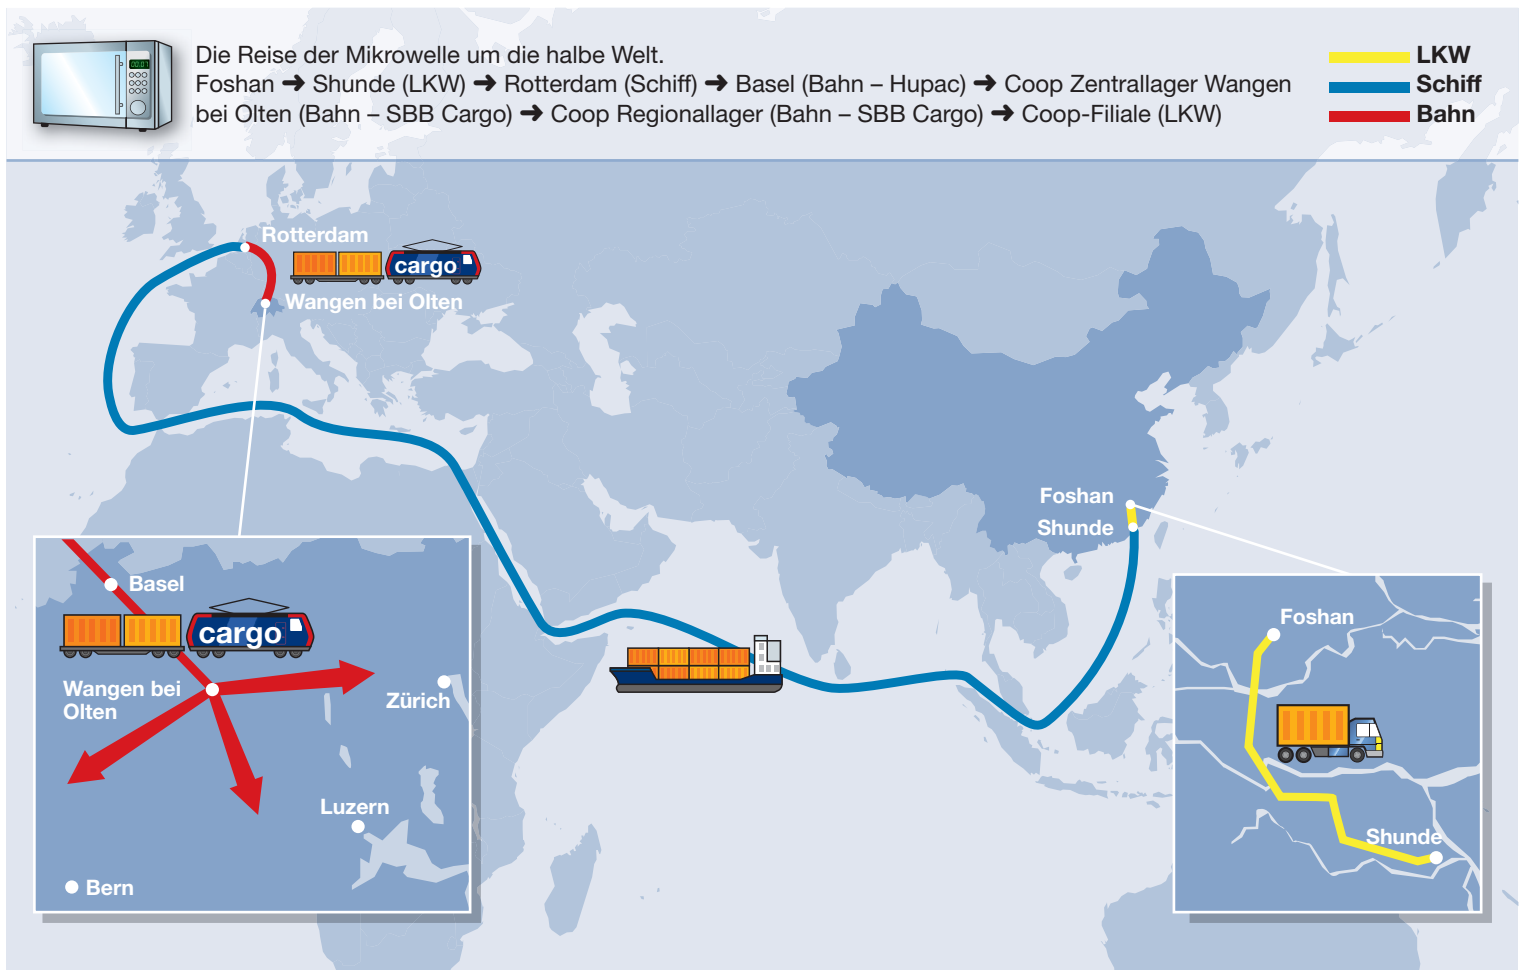 Die Reise der Mikrowelle um die halbe Welt.
Foshan ➜ Shunde (LKW) ➜ Rotterdam (Schiff) ➜ Basel (Bahn – Hupac) ➜ Coop Zentrallager Wangen
bei Olten (Bahn – SBB Cargo) ➜ Coop Regionallager (Bahn – SBB Cargo) ➜ Coop-Filiale (LKW)
LKW
Schiff
Bahn
00.07
Rotterdam
cargo
Wangen bei Olten
Foshan
Shunde
Basel
cargo
Wangen bei
Olten
Zürich
Luzern
Bern
Foshan
Shunde